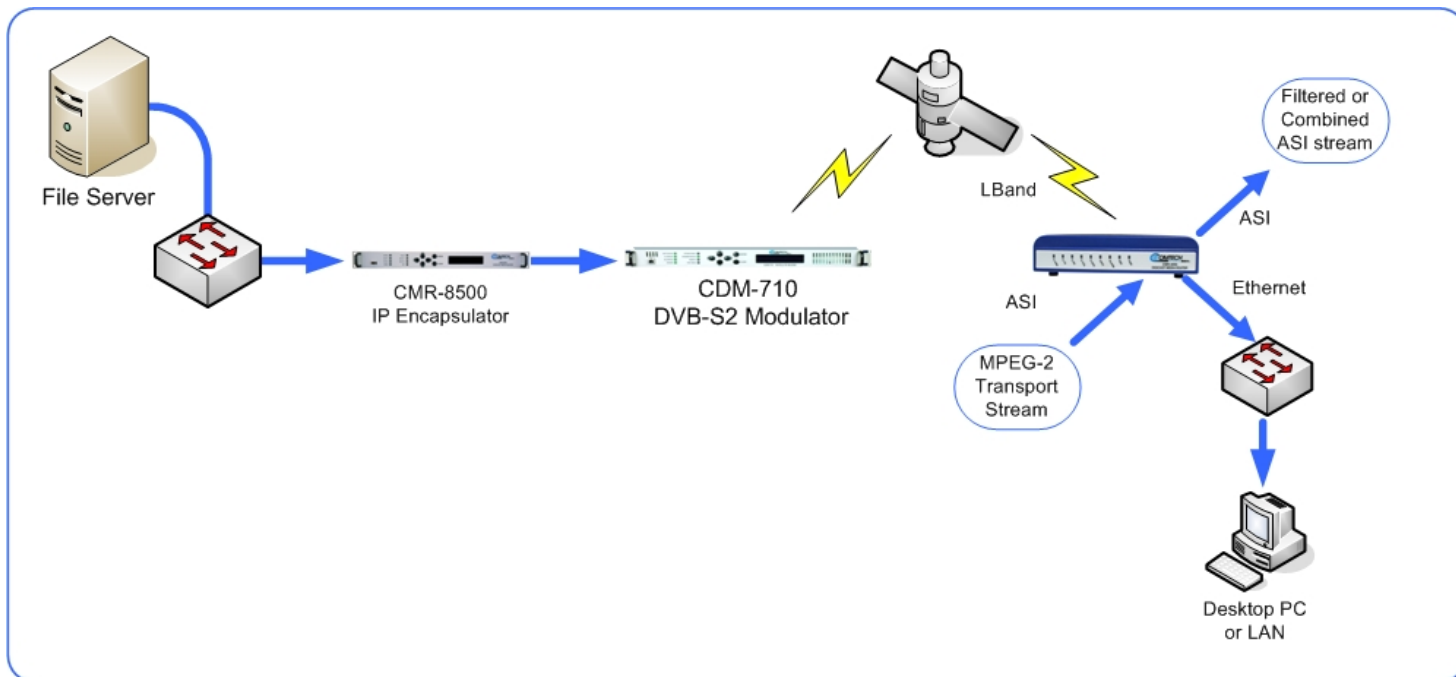 File Server
CMR-8500
IP Encapsulator
CDM-710
DVB-S2 Modulator
LBand
Filtered or
Combined
ASI stream
ASI
COMTECH
Ethernet
ASI
MPEG-2
Transport
Stream
Desktop PC
or LAN